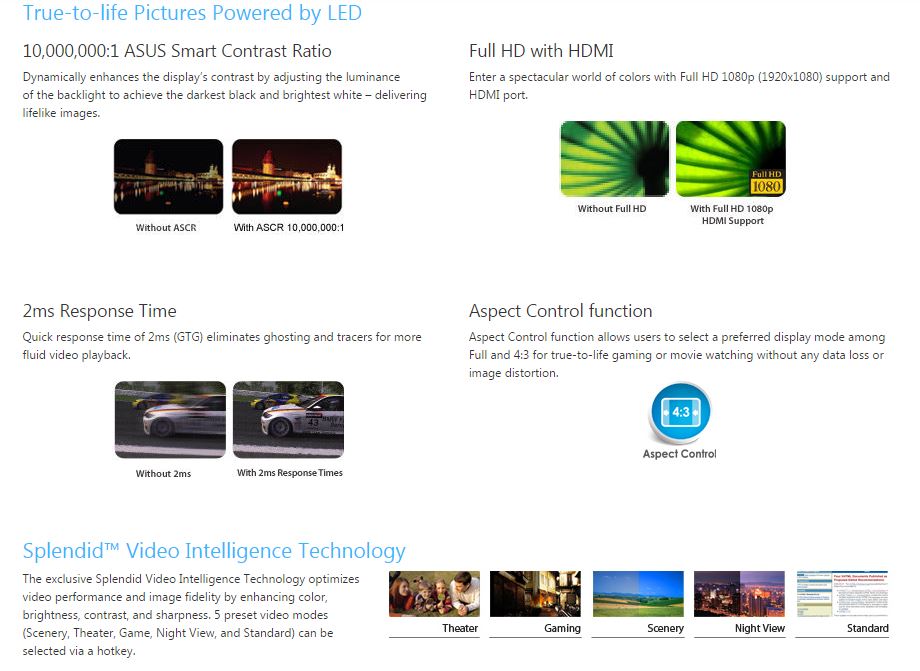 True-to-life Pictures Powered by LED
10,000,000:1 ASUS Smart Contrast Ratio
Dynamically enhances the display's contrast by adjusting the luminance
of the backlight to achieve the darkest black and brightest white – delivering
lifelike images.
Without ASCR
With ASCR 10,000,000:1
Full HD with HDMI
Enter a spectacular world of colors with Full HD 1080p (1920x1080) support and
HDMI port.
Full HD
1080
Without Full HD
With Full HD 1080p
HDMI Support
2ms Response Time
Quick response time of 2ms (GTG) eliminates ghosting and tracers for more
fluid video playback.
43
Without 2ms
With 2ms Response Times
Aspect Control function
Aspect Control function allows users to select a preferred display mode among
Full and 4:3 for true-to-life gaming or movie watching without any data loss or
image distortion.
4:3
Aspect Control
Splendid™ Video Intelligence Technology
The exclusive Splendid Video Intelligence Technology optimizes
video performance and image fidelity by enhancing color,
brightness, contrast, and sharpness. 5 preset video modes
(Scenery, Theater, Game, Night View, and Standard) can be
selected via a hotkey.
Theater
Gaming
Scenery
Night View
Standard